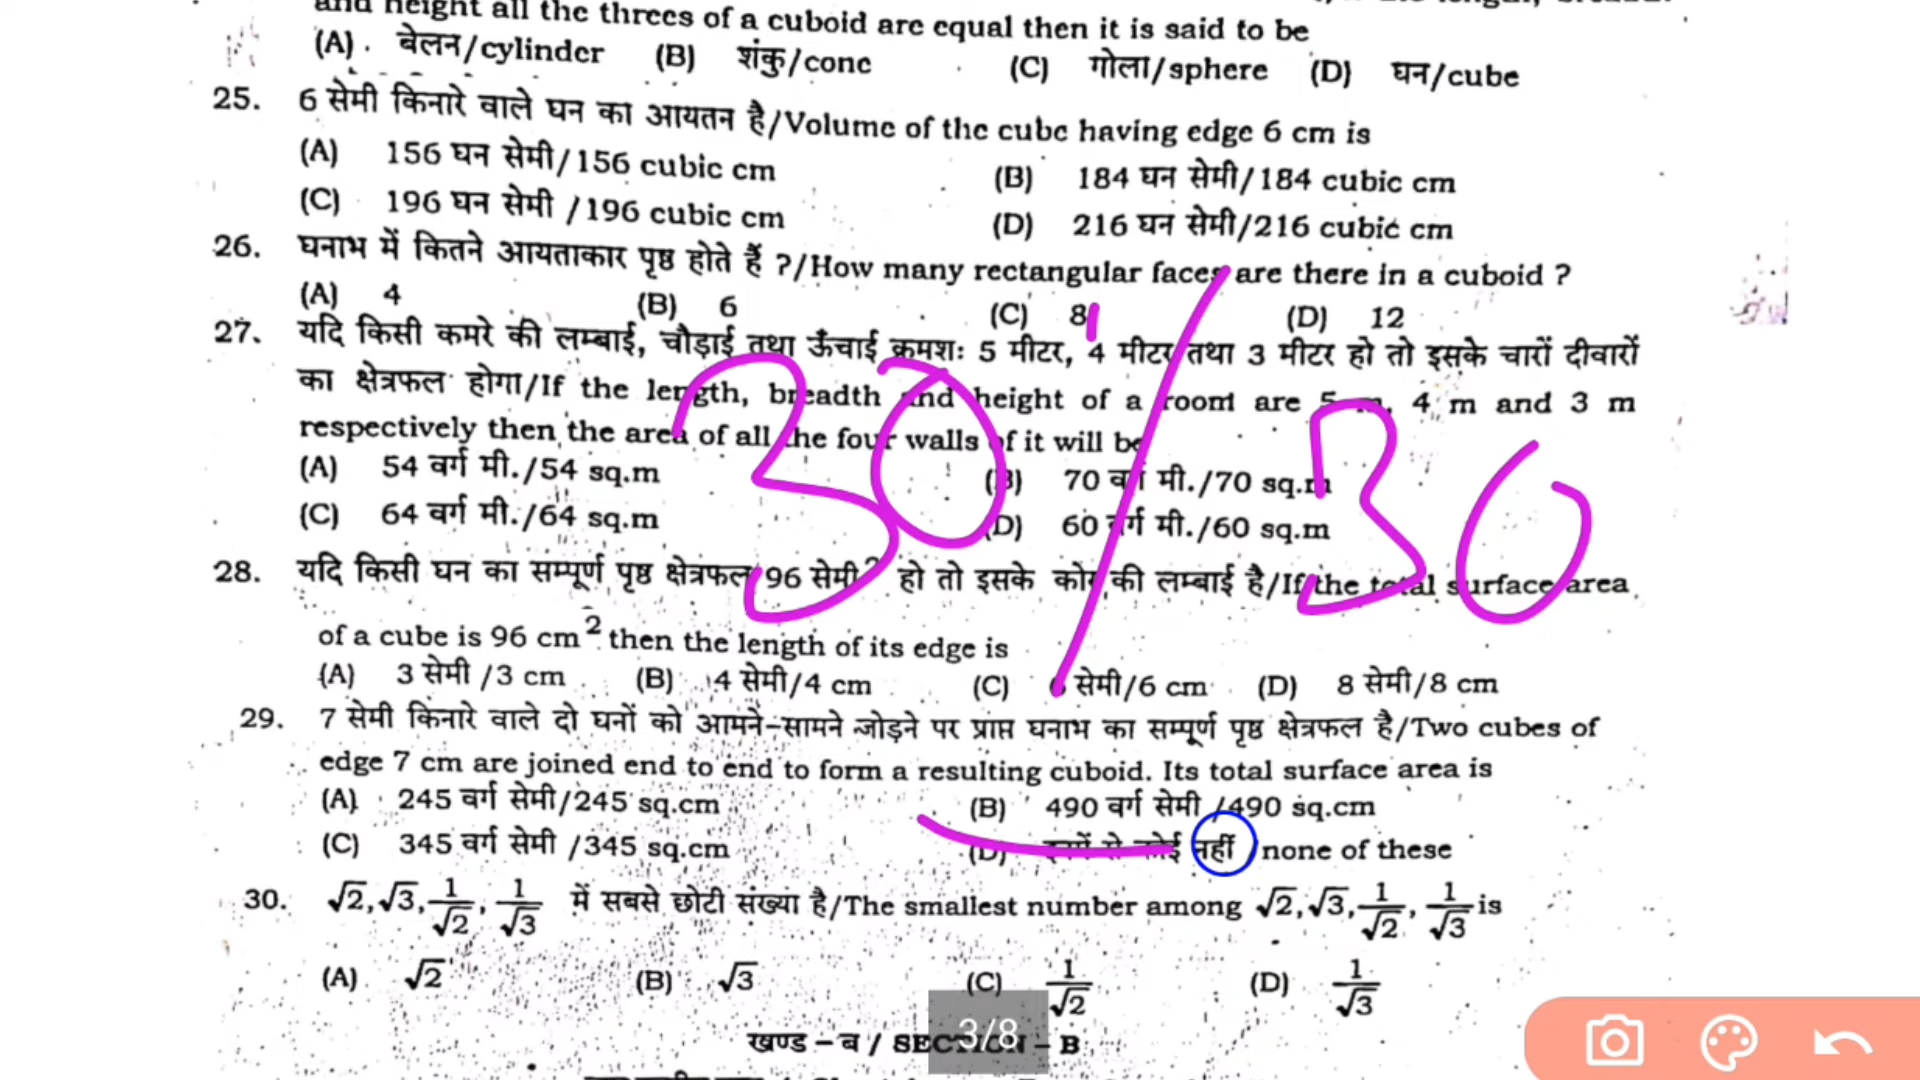 and height all the threes of a cuboid are equal then it is said to be
(A) बेलन/cylinder (B) शंकु/cone (C) गोला/sphere (D) घन/cube
25. 6 सेमी किनारे वाले घन का आयतन है/Volume of the cube having edge 6 cm is
(A) 156 घन सेमी/156 cubic cm (B) 184 घन सेमी/184 cubic cm
(C) 196 घन सेमी /196 cubic cm (D) 216 घन सेमी/216 cubic cm
26. घनाभ में कितने आयताकार पृष्ठ होते हैं ?/How many rectangular faces are there in a cuboid ?
(A) 4 (B) 6 (C) 8 (D) 12
27. यदि किसी कमरे की लम्बाई, चौड़ाई तथा ऊँचाई क्रमशः 5 मीटर, 4 मीटर तथा 3 मीटर हो तो इसके चारों दीवारों
का क्षेत्रफल होगा/If the length, breadth and height of a room are 5 m, 4 m and 3 m
respectively then the area of all the four walls of it will be
(A) 54 वर्ग मी./54 sq.m (B) 70 वर्ग मी./70 sq.m
(C) 64 वर्ग मी./64 sq.m (D) 60 वर्ग मी./60 sq.m
30/30
28. यदि किसी घन का सम्पूर्ण पृष्ठ क्षेत्रफल 96 सेमी² हो तो इसके कोर की लम्बाई है/If the total surface area
of a cube is 96 cm² then the length of its edge is
(A) 3 सेमी /3 cm (B) 4 सेमी/4 cm (C) 6 सेमी/6 cm (D) 8 सेमी/8 cm
29. 7 सेमी किनारे वाले दो घनों को आमने-सामने जोड़ने पर प्राप्त घनाभ का सम्पूर्ण पृष्ठ क्षेत्रफल है/Two cubes of
edge 7 cm are joined end to end to form a resulting cuboid. Its total surface area is
(A) 245 वर्ग सेमी/245 sq.cm (B) 490 वर्ग सेमी /490 sq.cm
(C) 345 वर्ग सेमी /345 sq.cm (D) इनमें से कोई नहीं /none of these
30. √2, √3, 1/√2, 1/√3 में सबसे छोटी संख्या है/The smallest number among √2, √3, 1/√2, 1/√3 is
(A) √2 (B) √3 (C) 1/√2 (D) 1/√3
3/8
खण्ड – ब / SECTION – B